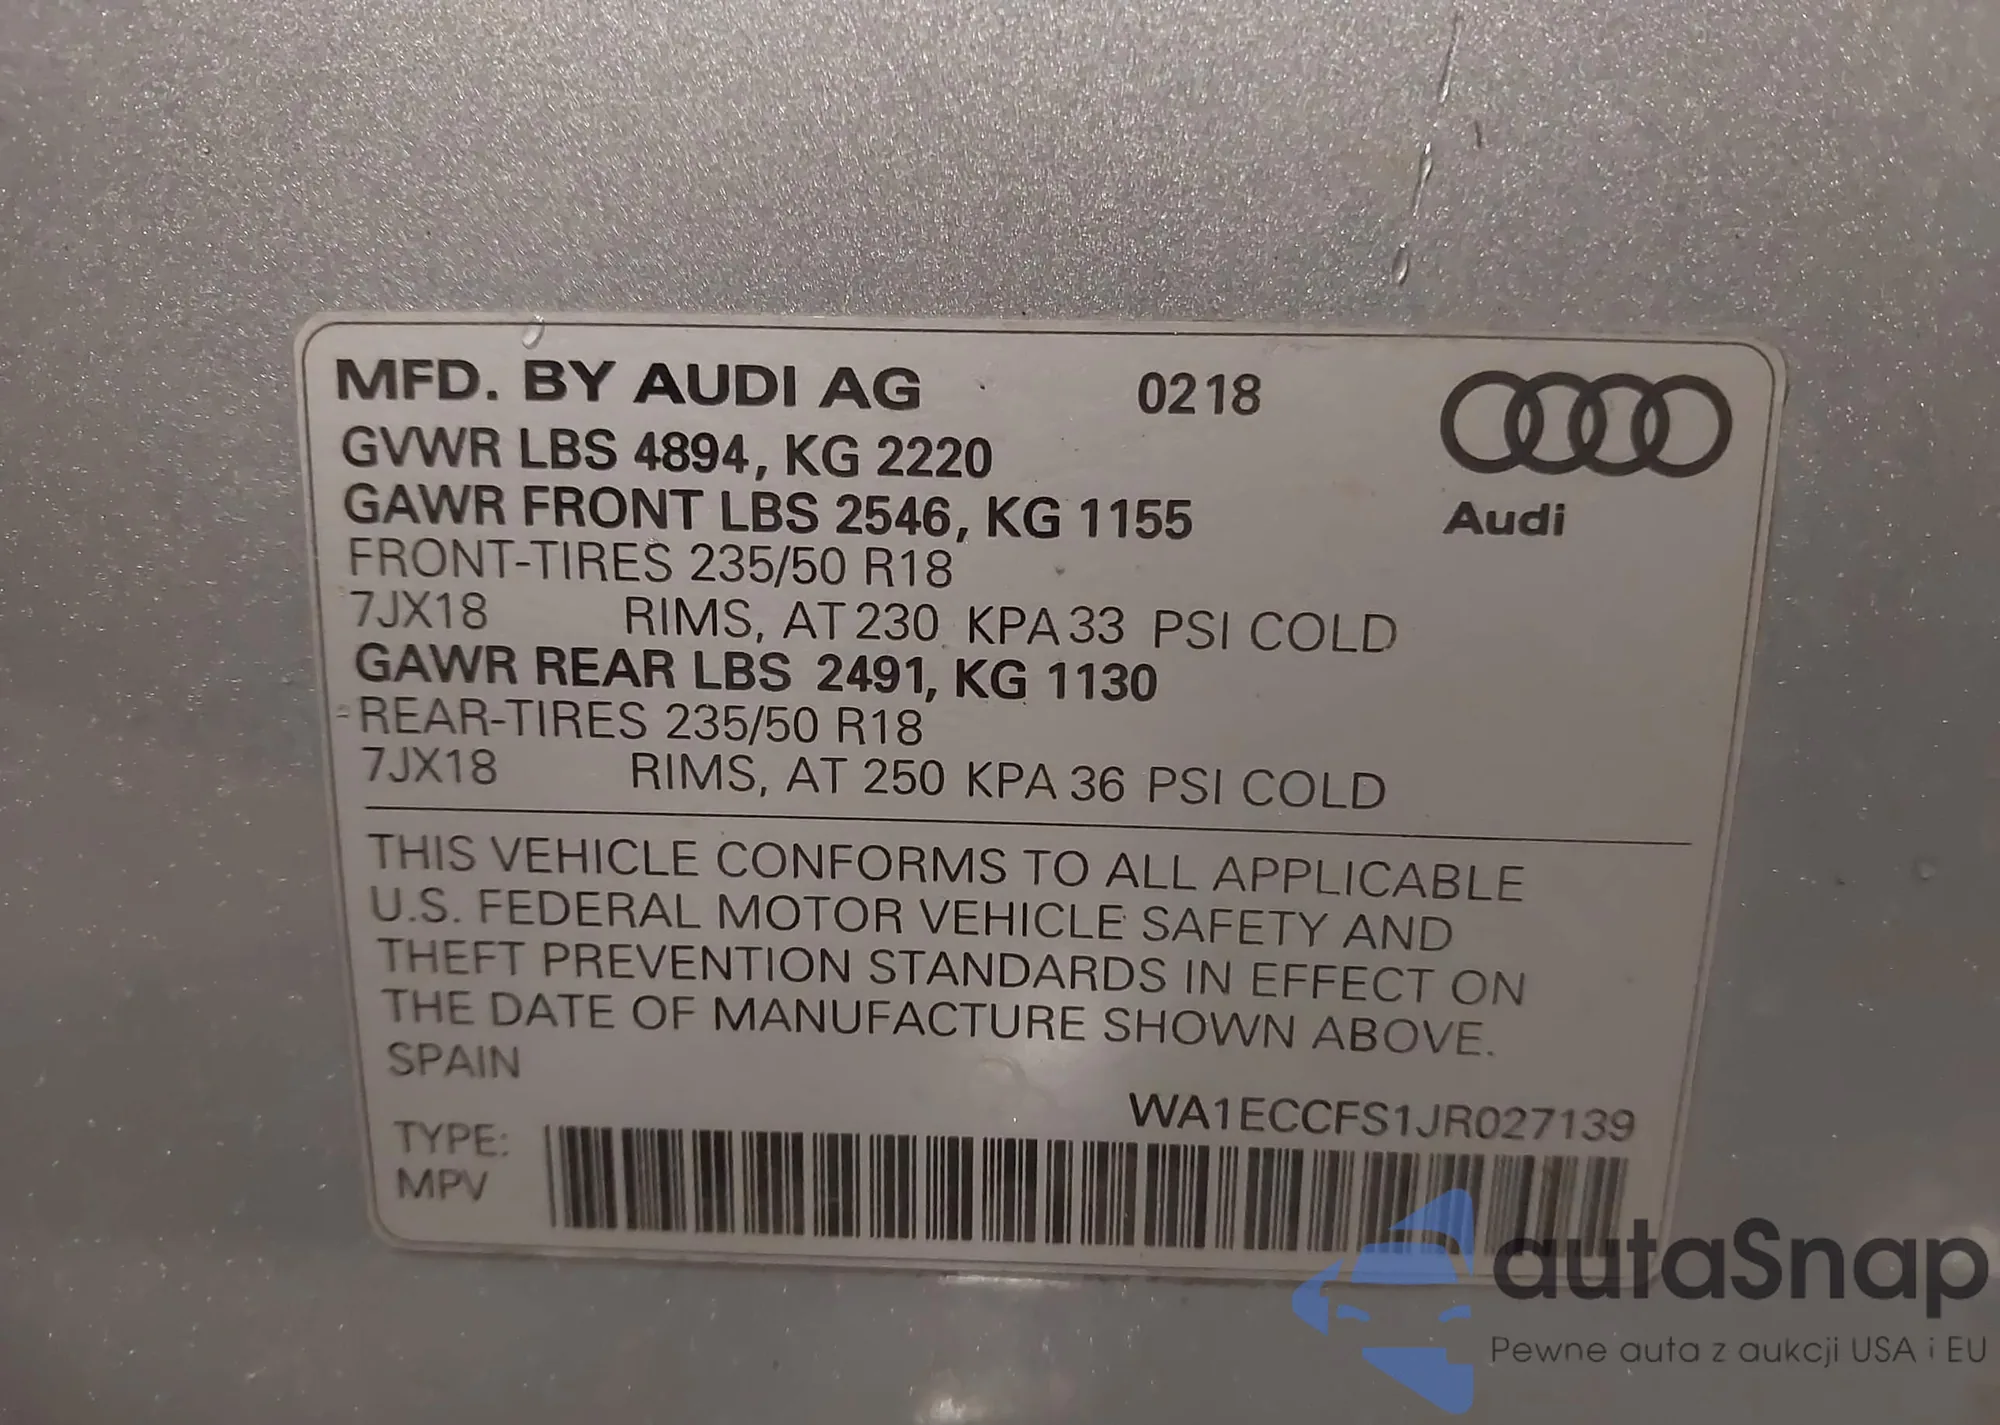 MFD. BY AUDI AG 0218
GVWR LBS 4894, KG 2220
GAWR FRONT LBS 2546, KG 1155
Audi
FRONT-TIRES 235/50 R18
7JX18 RIMS, AT 230 KPA 33 PSI COLD
GAWR REAR LBS 2491, KG 1130
REAR-TIRES 235/50 R18
7JX18 RIMS, AT 250 KPA 36 PSI COLD
THIS VEHICLE CONFORMS TO ALL APPLICABLE
U.S. FEDERAL MOTOR VEHICLE SAFETY AND
THEFT PREVENTION STANDARDS IN EFFECT ON
THE DATE OF MANUFACTURE SHOWN ABOVE.
SPAIN
WA1ECCFS1JR027139
TYPE:
MPV
autaSnap
Pewne auta z aukcji USA i EU